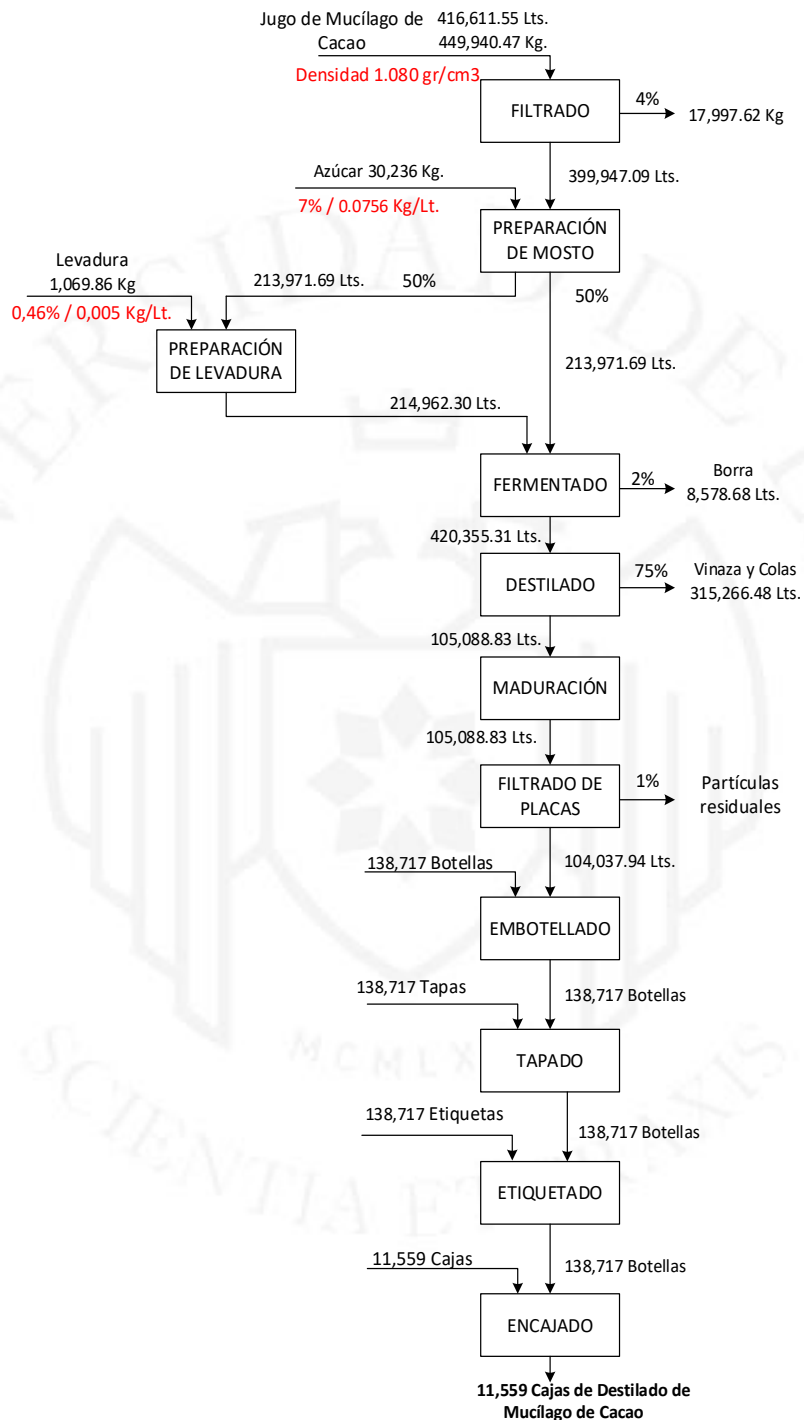 Jugo de Mucílago de 416,611.55 Lts.
Cacao 449,940.47 Kg.
Densidad 1.080 gr/cm3
FILTRADO
4%
17,997.62 Kg
Azúcar 30,236 Kg.
399,947.09 Lts.
7% / 0.0756 Kg/Lt.
PREPARACIÓN
DE MOSTO
Levadura
1,069.86 Kg
213,971.69 Lts.
50%
50%
0,46% / 0,005 Kg/Lt.
PREPARACIÓN
DE LEVADURA
213,971.69 Lts.
214,962.30 Lts.
FERMENTADO
2%
Borra
8,578.68 Lts.
420,355.31 Lts.
DESTILADO
75%
Vinaza y Colas
315,266.48 Lts.
105,088.83 Lts.
MADURACIÓN
105,088.83 Lts.
FILTRADO DE
PLACAS
1%
Partículas
residuales
138,717 Botellas
104,037.94 Lts.
EMBOTELLADO
138,717 Tapas
138,717 Botellas
TAPADO
MCMLX
138,717 Etiquetas
138,717 Botellas
ETIQUETADO
11,559 Cajas
138,717 Botellas
ENCAJADO
11,559 Cajas de Destilado de
Mucílago de Cacao
SCIENTIA ET PRAXIS